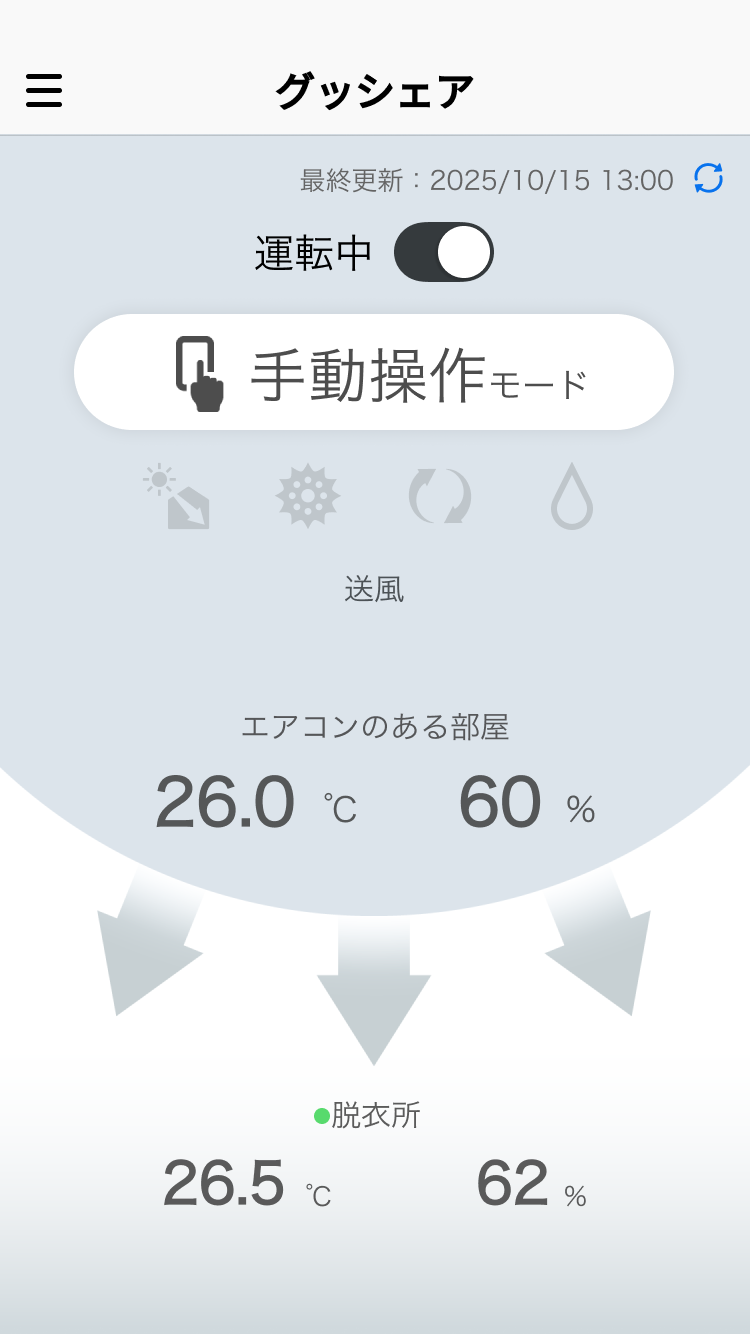 グッシェア
最終更新：2025/10/15 13:00
運転中
手動操作モード
送風
エアコンのある部屋
26.0 ℃ 60 %
脱衣所
26.5 ℃ 62 %